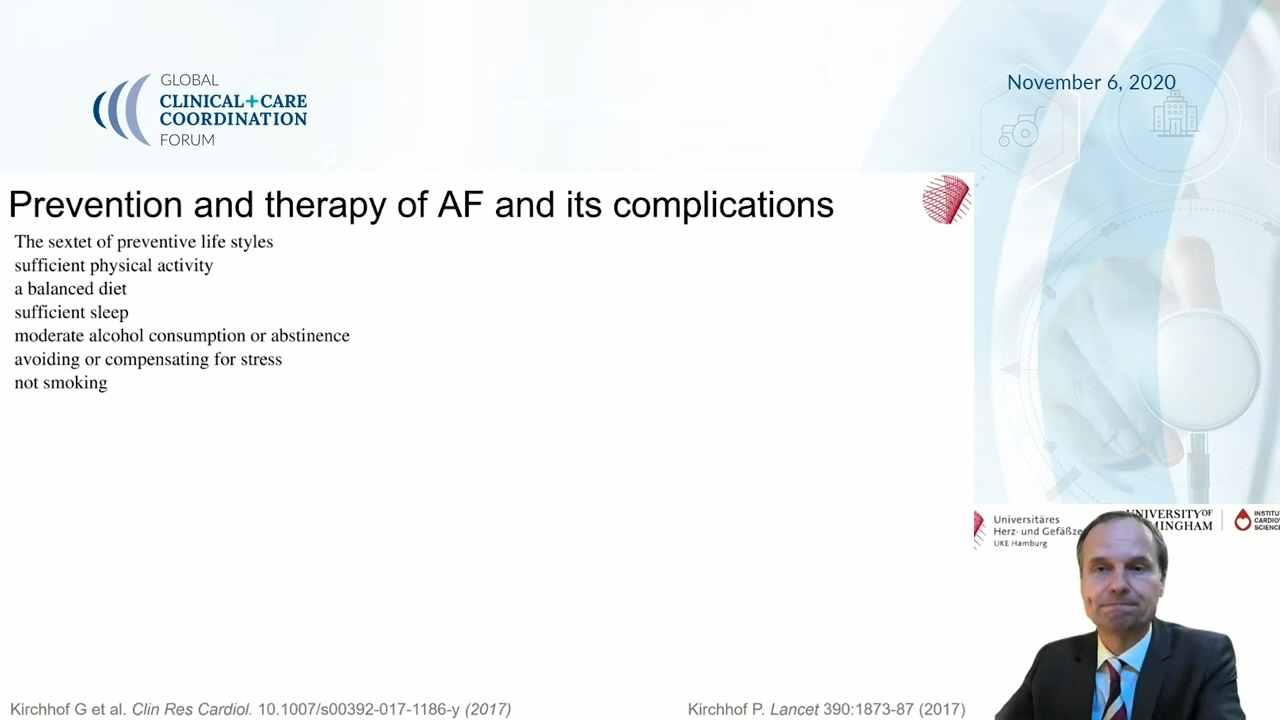 GLOBAL
CLINICAL+CARE
COORDINATION
FORUM
November 6, 2020
Prevention and therapy of AF and its complications
The sextet of preventive life styles
sufficient physical activity
a balanced diet
sufficient sleep
moderate alcohol consumption or abstinence
avoiding or compensating for stress
not smoking
Universitäres
Herz- und Gefäßze
UKE Hamburg
UNIVERSITY OF
MINGHAM
INSTITU
CARDIOV
SCIENCE
Kirchhof G et al. Clin Res Cardiol. 10.1007/s00392-017-1186-y (2017)
Kirchhof P. Lancet 390:1873-87 (2017)